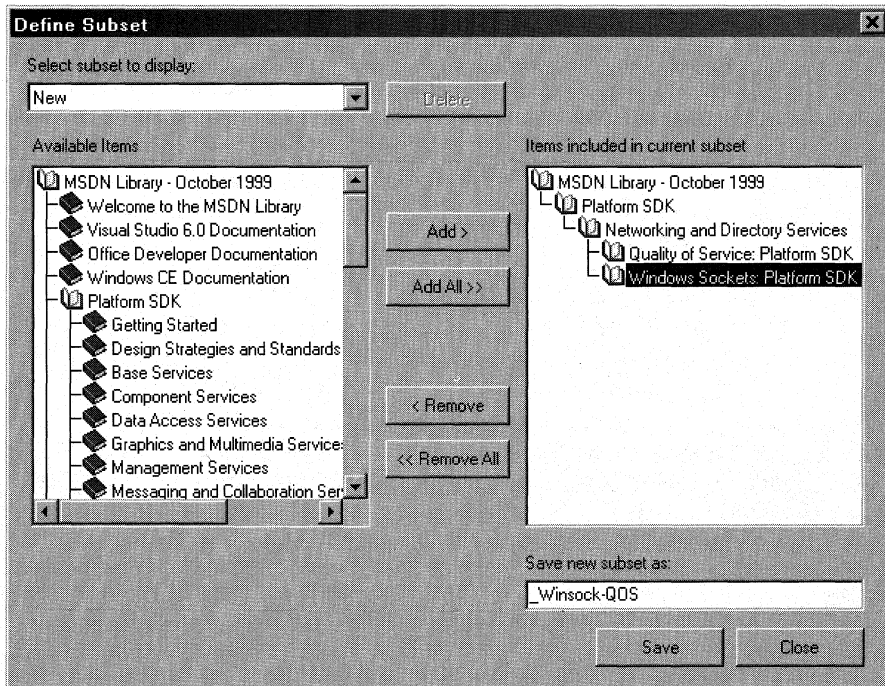 Define Subset
Select subset to display:
New
Delete
Available Items
MSDN Library - October 1999
Welcome to the MSDN Library
Visual Studio 6.0 Documentation
Office Developer Documentation
Windows CE Documentation
Platform SDK
Getting Started
Design Strategies and Standards
Base Services
Component Services
Data Access Services
Graphics and Multimedia Service
Management Services
Messaging and Collaboration Ser
Add >
Add All >>
< Remove
<< Remove All
Items included in current subset
MSDN Library - October 1999
Platform SDK
Networking and Directory Services
Quality of Service: Platform SDK
Windows Sockets: Platform SDK
Save new subset as:
_Winsock-QOS
Save
Close